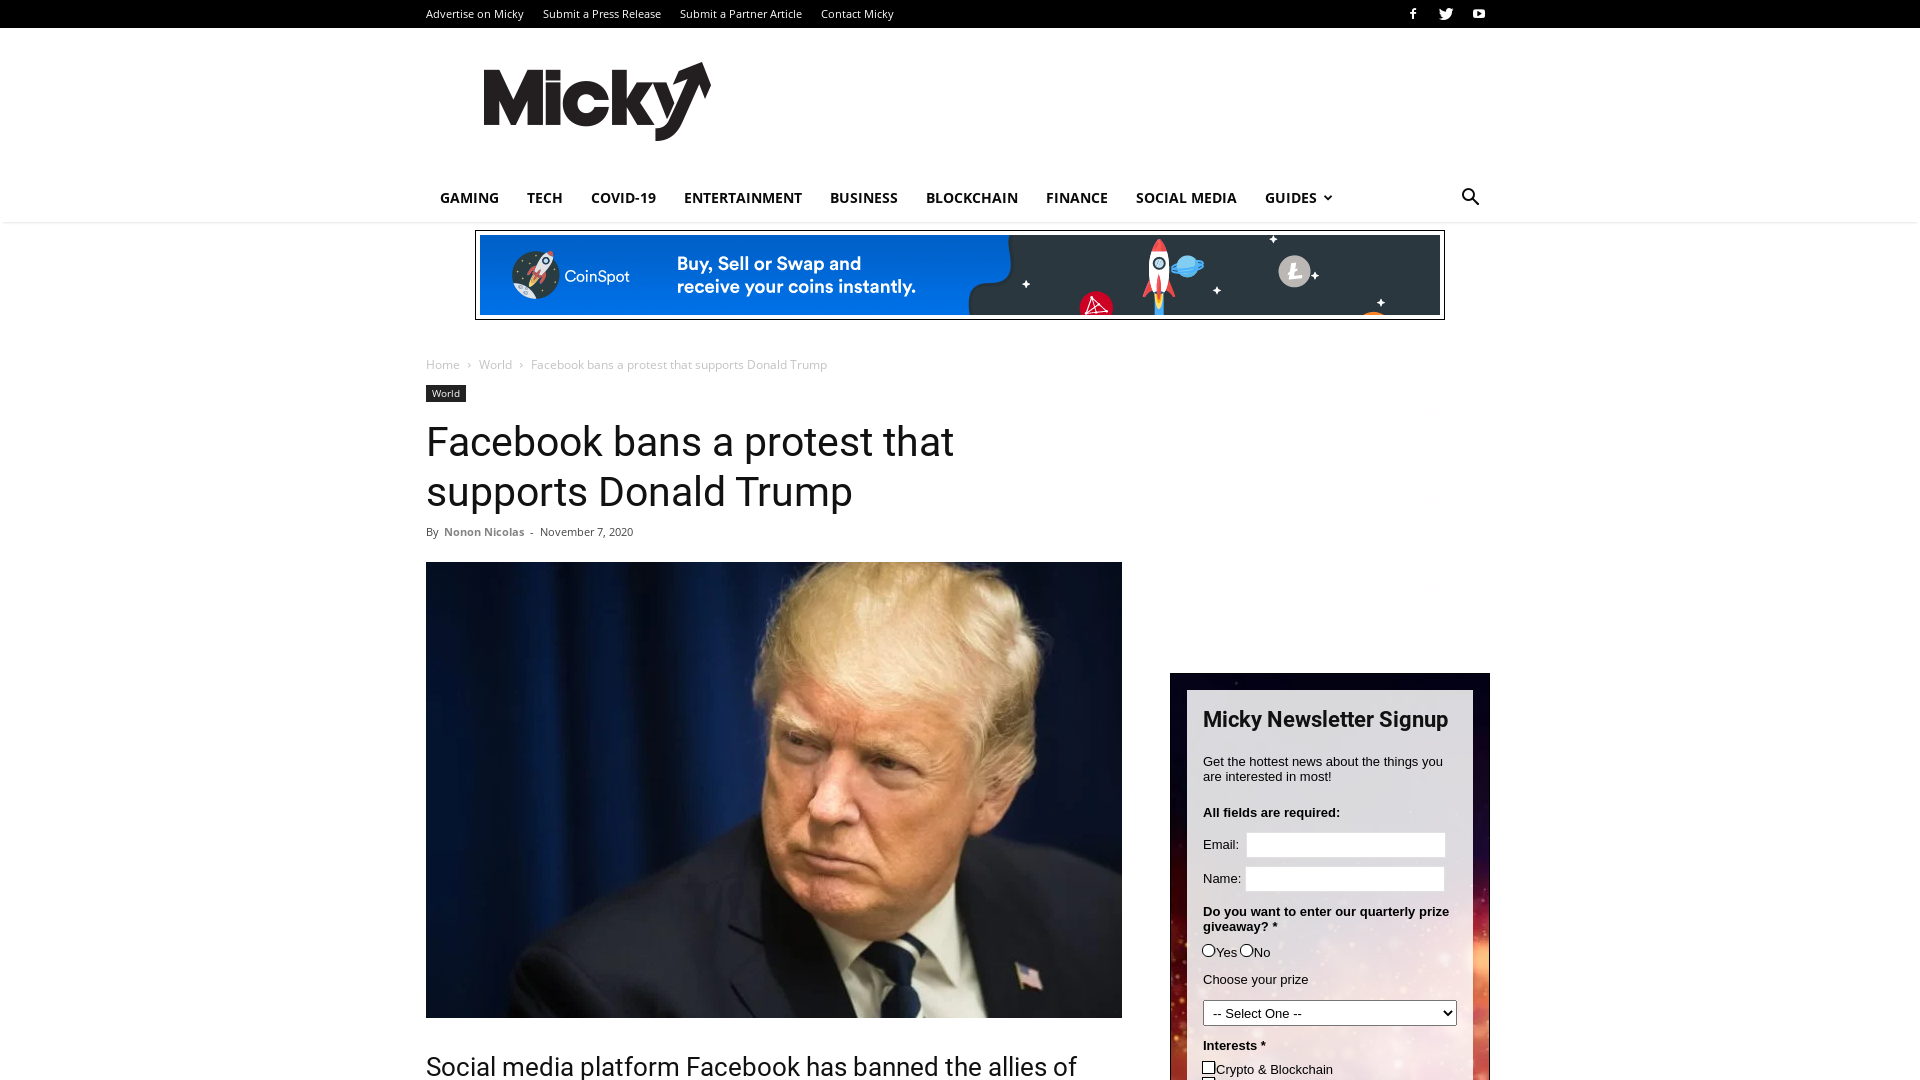 Advertise on Micky Submit a Press Release Submit a Partner Article Contact Micky
Micky
GAMING TECH COVID-19 ENTERTAINMENT BUSINESS BLOCKCHAIN FINANCE SOCIAL MEDIA GUIDES
CoinSpot
Buy, Sell or Swap and
receive your coins instantly.
Home › World › Facebook bans a protest that supports Donald Trump
World
Facebook bans a protest that
supports Donald Trump
By Nonon Nicolas - November 7, 2020
Social media platform Facebook has banned the allies of
Micky Newsletter Signup
Get the hottest news about the things you
are interested in most!
All fields are required:
Email:
Name:
Do you want to enter our quarterly prize
giveaway? *
Yes No
Choose your prize
-- Select One --
Interests *
Crypto & Blockchain